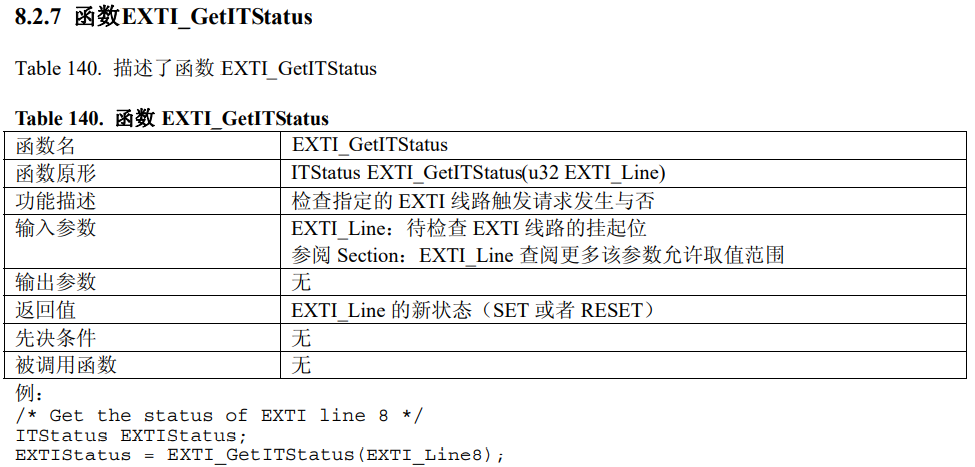 8.2.7 函数EXTI_GetITStatus
Table 140. 描述了函数 EXTI_GetITStatus
Table 140. 函数 EXTI_GetITStatus
函数名 EXTI_GetITStatus
函数原形 ITStatus EXTI_GetITStatus(u32 EXTI_Line)
功能描述 检查指定的 EXTI 线路触发请求发生与否
输入参数 EXTI_Line：待检查 EXTI 线路的挂起位
参阅 Section：EXTI_Line 查阅更多该参数允许取值范围
输出参数 无
返回值 EXTI_Line 的新状态（SET 或者 RESET）
先决条件 无
被调用函数 无
例：
/* Get the status of EXTI line 8 */
ITStatus EXTIStatus;
EXTIStatus = EXTI_GetITStatus(EXTI_Line8);